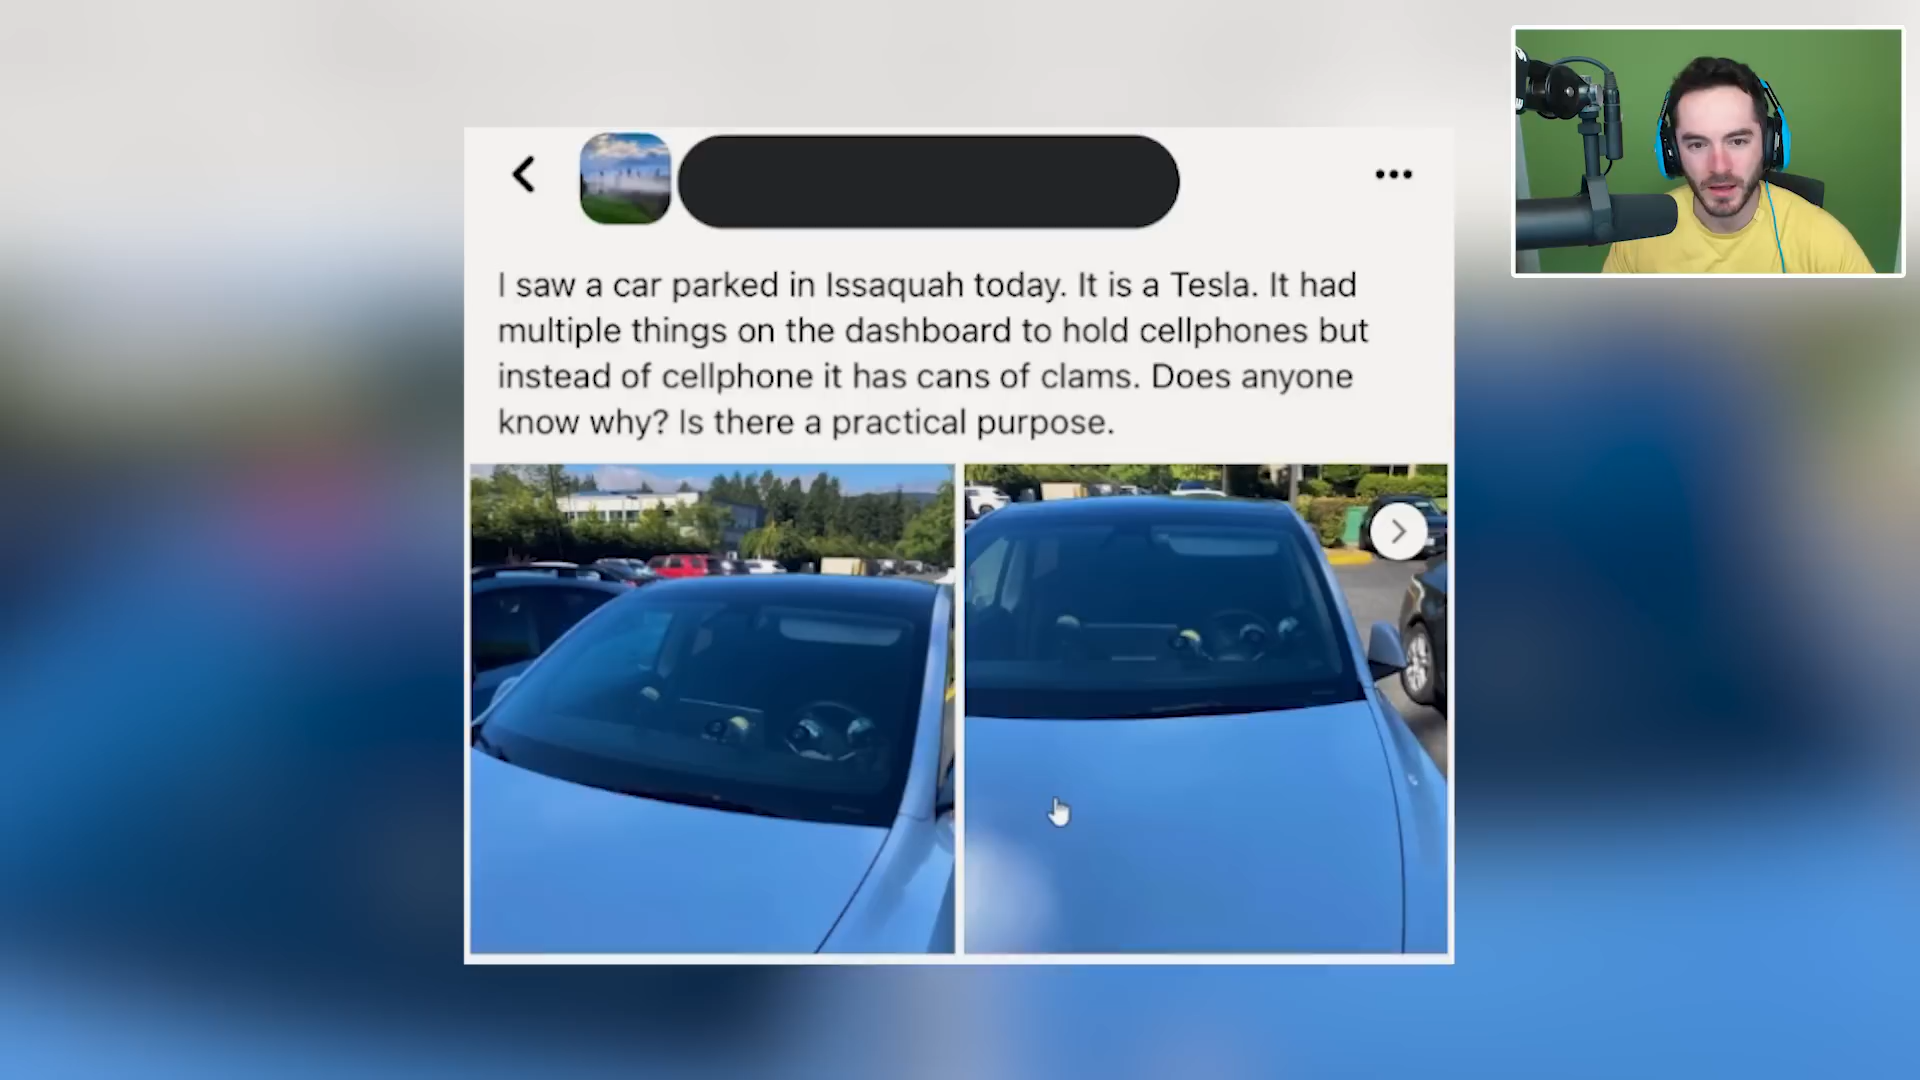 I saw a car parked in Issaquah today. It is a Tesla. It had
multiple things on the dashboard to hold cellphones but
instead of cellphone it has cans of clams. Does anyone
know why? Is there a practical purpose.